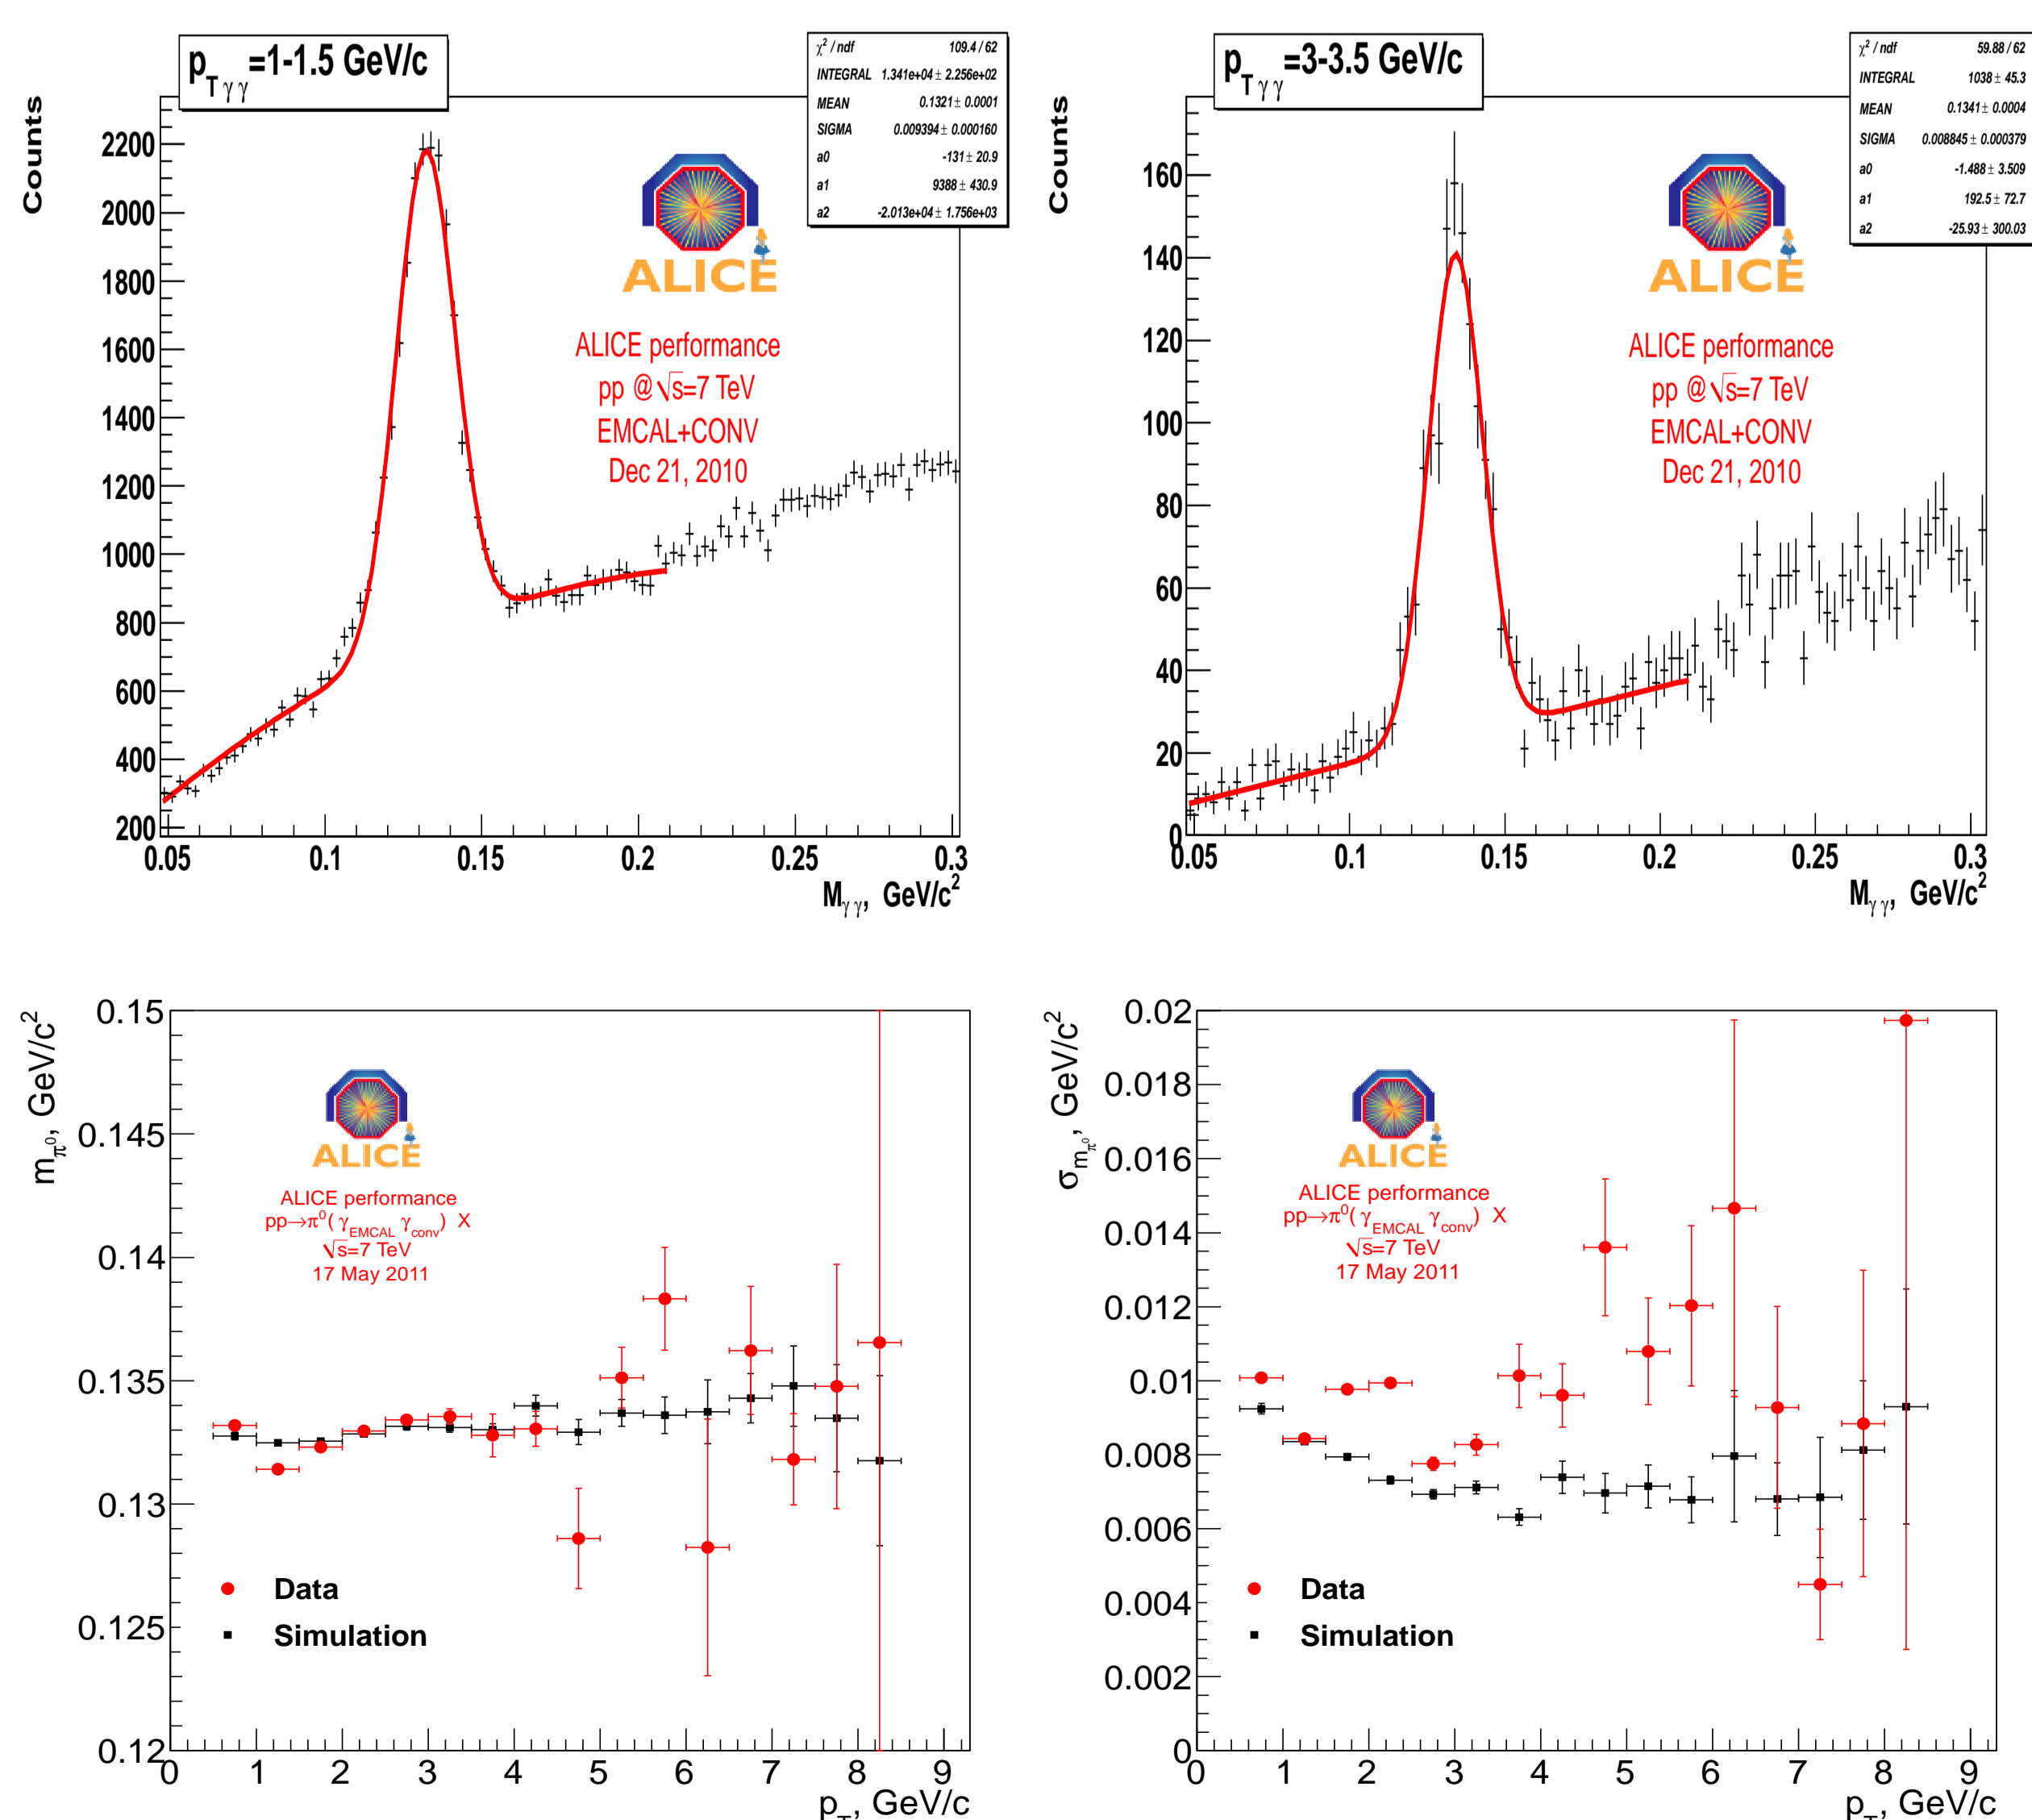 p_T γγ =1-1.5 GeV/c
χ² / ndf 109.4 / 62
INTEGRAL 1.341e+04 ± 2.256e+02
MEAN 0.1321 ± 0.0001
SIGMA 0.009394 ± 0.000160
a0 -131 ± 20.9
a1 9388 ± 430.9
a2 -2.013e+04 ± 1.756e+03
Counts
2200
2000
1800
1600
1400
1200
1000
800
600
400
200
ALICE
ALICE performance
pp @ √s=7 TeV
EMCAL+CONV
Dec 21, 2010
0.05 0.1 0.15 0.2 0.25 0.3
M_γγ, GeV/c²
p_T γγ =3-3.5 GeV/c
χ² / ndf 59.88 / 62
INTEGRAL 1038 ± 45.3
MEAN 0.1341 ± 0.0004
SIGMA 0.008845 ± 0.000379
a0 -1.488 ± 3.509
a1 192.5 ± 72.7
a2 -25.93 ± 300.03
Counts
160
140
120
100
80
60
40
20
0
ALICE
ALICE performance
pp @ √s=7 TeV
EMCAL+CONV
Dec 21, 2010
0.05 0.1 0.15 0.2 0.25 0.3
M_γγ, GeV/c²
m_π⁰, GeV/c²
0.15
0.145
0.14
0.135
0.13
0.125
0.12
ALICE
ALICE performance
pp→π⁰( γ_EMCAL γ_conv) X
√s=7 TeV
17 May 2011
Data
Simulation
0 1 2 3 4 5 6 7 8 9
p_T, GeV/c
σ_m_π⁰, GeV/c²
0.02
0.018
0.016
0.014
0.012
0.01
0.008
0.006
0.004
0.002
0
ALICE
ALICE performance
pp→π⁰( γ_EMCAL γ_conv) X
√s=7 TeV
17 May 2011
Data
Simulation
0 1 2 3 4 5 6 7 8 9
p_T, GeV/c